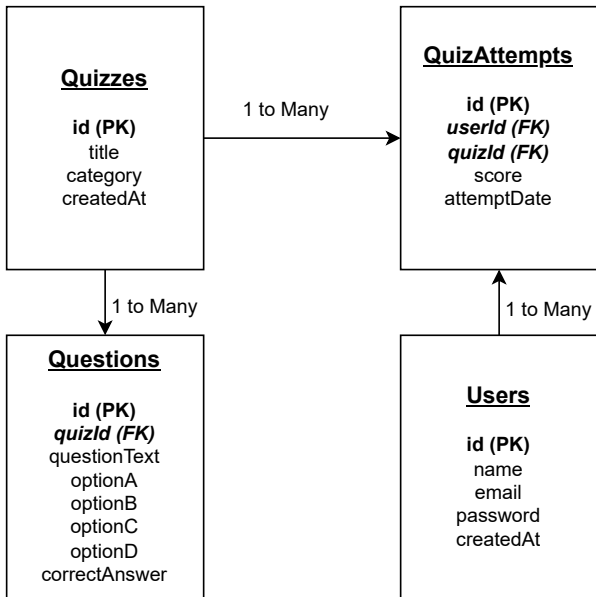 Quizzes
id (PK)
title
category
createdAt
1 to Many
QuizAttempts
id (PK)
userId (FK)
quizId (FK)
score
attemptDate
1 to Many
1 to Many
Questions
id (PK)
quizId (FK)
questionText
optionA
optionB
optionC
optionD
correctAnswer
Users
id (PK)
name
email
password
createdAt